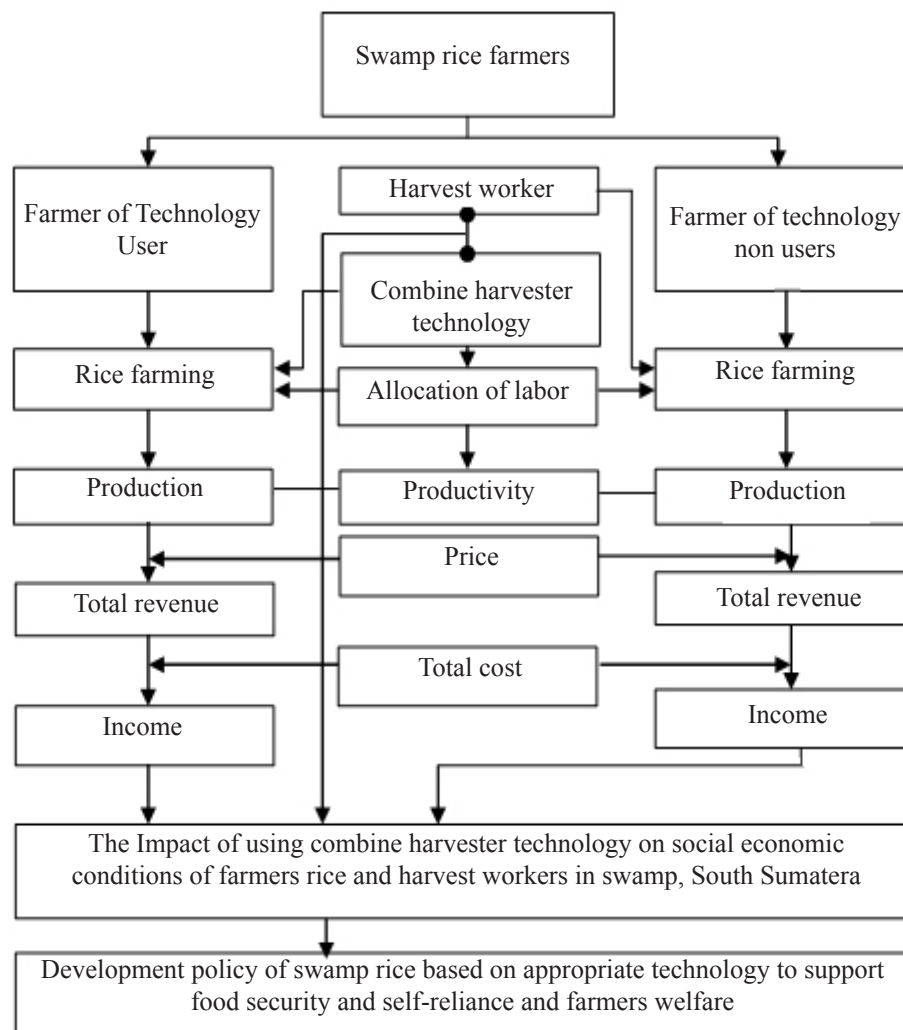 Swamp rice farmers
Farmer of Technology
User
Harvest worker
Farmer of technology
non users
Combine harvester
technology
Rice farming
Allocation of labor
Rice farming
Production
Productivity
Production
Price
Total revenue
Total revenue
Total cost
Income
Income
The Impact of using combine harvester technology on social economic
conditions of farmers rice and harvest workers in swamp, South Sumatera
Development policy of swamp rice based on appropriate technology to support
food security and self-reliance and farmers welfare